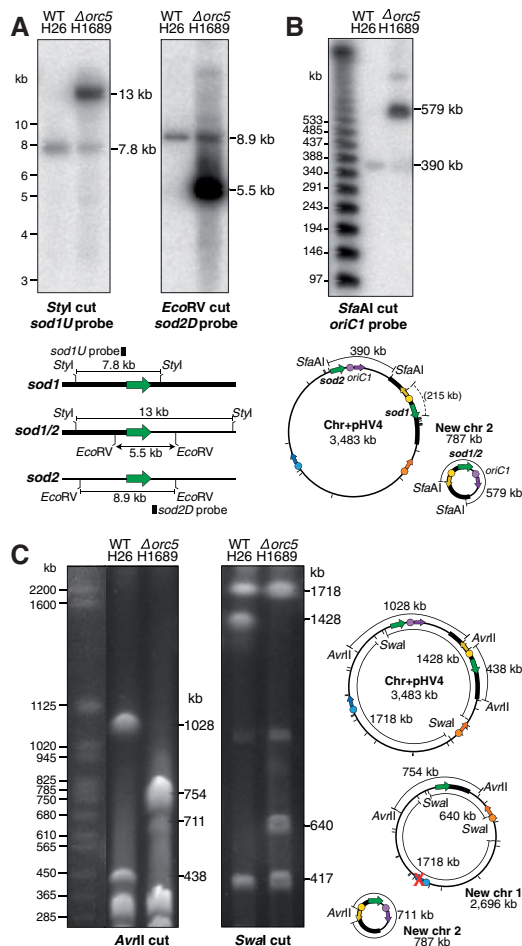 A
WT Δorc5
H26 H1689
kb
13 kb
10
8
7.8 kb
6
5
4
3
StyI cut
sod1U probe
WT Δorc5
H26 H1689
8.9 kb
5.5 kb
EcoRV cut
sod2D probe
B
WT Δorc5
H26 H1689
kb
579 kb
533
485
437
388
390 kb
340
291
243
194
146
97
SfaAI cut
oriC1 probe
sod1U probe
StyI 7.8 kb StyI
sod1
StyI 13 kb StyI
sod1/2
EcoRV 5.5 kb EcoRV
sod2
EcoRV 8.9 kb EcoRV
sod2D probe
390 kb
SfaAI SfaAI
sod2 oriC1
(215 kb)
sod1
Chr+pHV4
3,483 kb
New chr 2
787 kb
sod1/2
oriC1
SfaAI
579 kb
SfaAI
C
WT Δorc5
H26 H1689
kb
2200
1600
1125
1020
945
825
785
750
680
610
565
450
365
285
kb
1028
754
711
438
AvrII cut
WT Δorc5
H26 H1689
kb
1718
1428
640
417
SwaI cut
1028 kb
AvrII
SwaI
AvrII
1428 kb
438 kb
Chr+pHV4
3,483 kb
AvrII
1718 kb
SwaI
754 kb
AvrII
AvrII
SwaI
640 kb
SwaI
1718 kb
New chr 1
2,696 kb
AvrII
711 kb
New chr 2
787 kb